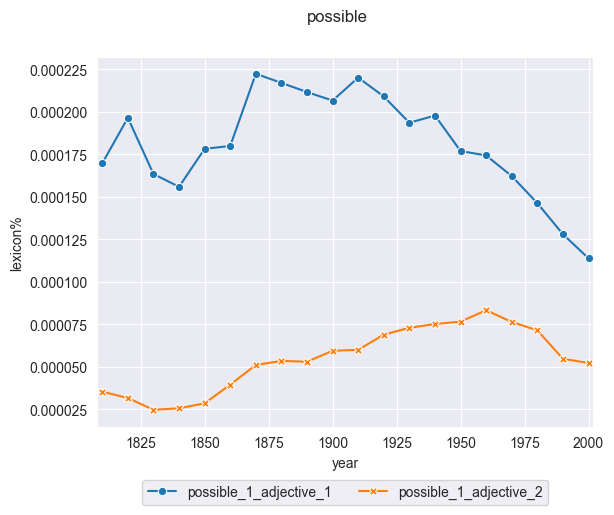 possible
0.000225
0.000200
0.000175
0.000150
0.000125
0.000100
0.000075
0.000050
0.000025
lexicon%
1825 1850 1875 1900 1925 1950 1975 2000
year
possible_1_adjective_1 possible_1_adjective_2